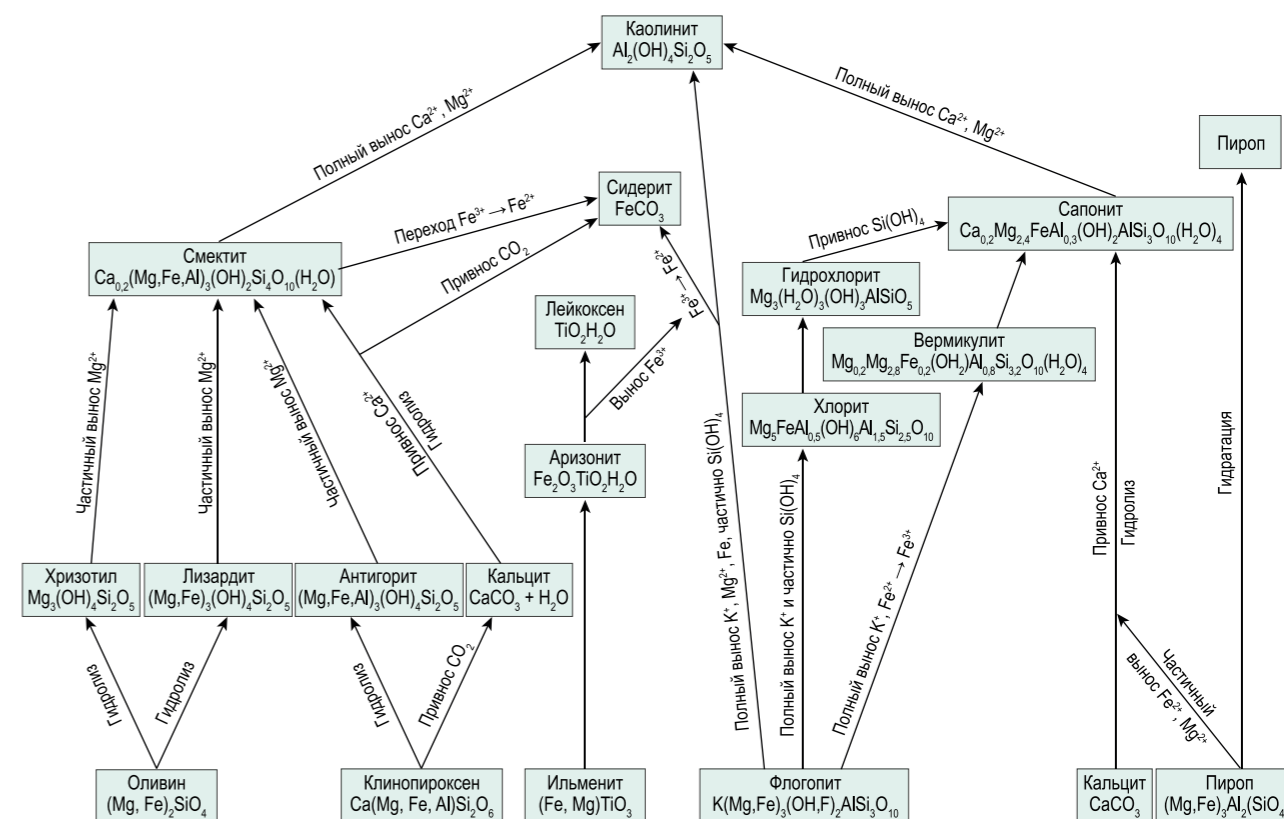 Каолинит
Al₂(OH)₄Si₂O₅
Полный вынос Ca²⁺, Mg²⁺
Полный вынос Ca²⁺, Mg²⁺
Пироп
Сидерит
FeCO₃
Переход Fe³⁺ → Fe²⁺
Привнос CO₂
Fe³⁺ → Fe²⁺
Привнос Si(OH)₄
Сапонит
Ca₀,₂Mg₂,₄FeAl₀,₃(OH)₂AlSi₃O₁₀(H₂O)₄
Смектит
Ca₀,₂(Mg,Fe,Al)₃(OH)₂Si₄O₁₀(H₂O)
Гидрохлорит
Mg₃(H₂O)₃(OH)₃AlSiO₅
Лейкоксен
TiO₂H₂O
Вермикулит
Mg₀,₂Mg₂,₈Fe₀,₂(OH₂)Al₀,₈Si₃,₂O₁₀(H₂O)₄
Вынос Fe³⁺
Хлорит
Mg₅FeAl₀,₅(OH)₆Al₁,₅Si₂,₅O₁₀
Аризонит
Fe₂O₃TiO₂H₂O
Частичный вынос Mg²⁺
Частичный вынос Mg²⁺
Частичный вынос Mg²⁺
Привнос Ca²⁺
Гидролиз
Полный вынос K⁺, Mg²⁺, Fe, частично Si(OH)₄
Полный вынос K⁺ и частично Si(OH)₄
Полный вынос K⁺, Fe²⁺ → Fe³⁺
Привнос Ca²⁺
Гидролиз
Гидратация
Хризотил
Mg₃(OH)₄Si₂O₅
Лизардит
(Mg,Fe)₃(OH)₄Si₂O₅
Антигорит
(Mg,Fe,Al)₃(OH)₄Si₂O₅
Кальцит
CaCO₃ + H₂O
Гидролиз
Гидролиз
Гидролиз
Привнос CO₂
Частичный
вынос Fe²⁺, Mg²⁺
Оливин
(Mg, Fe)₂SiO₄
Клинопироксен
Ca(Mg, Fe, Al)Si₂O₆
Ильменит
(Fe, Mg)TiO₃
Флогопит
K(Mg,Fe)₃(OH,F)₂AlSi₃O₁₀
Кальцит
CaCO₃
Пироп
(Mg,Fe)₃Al₂(SiO₄